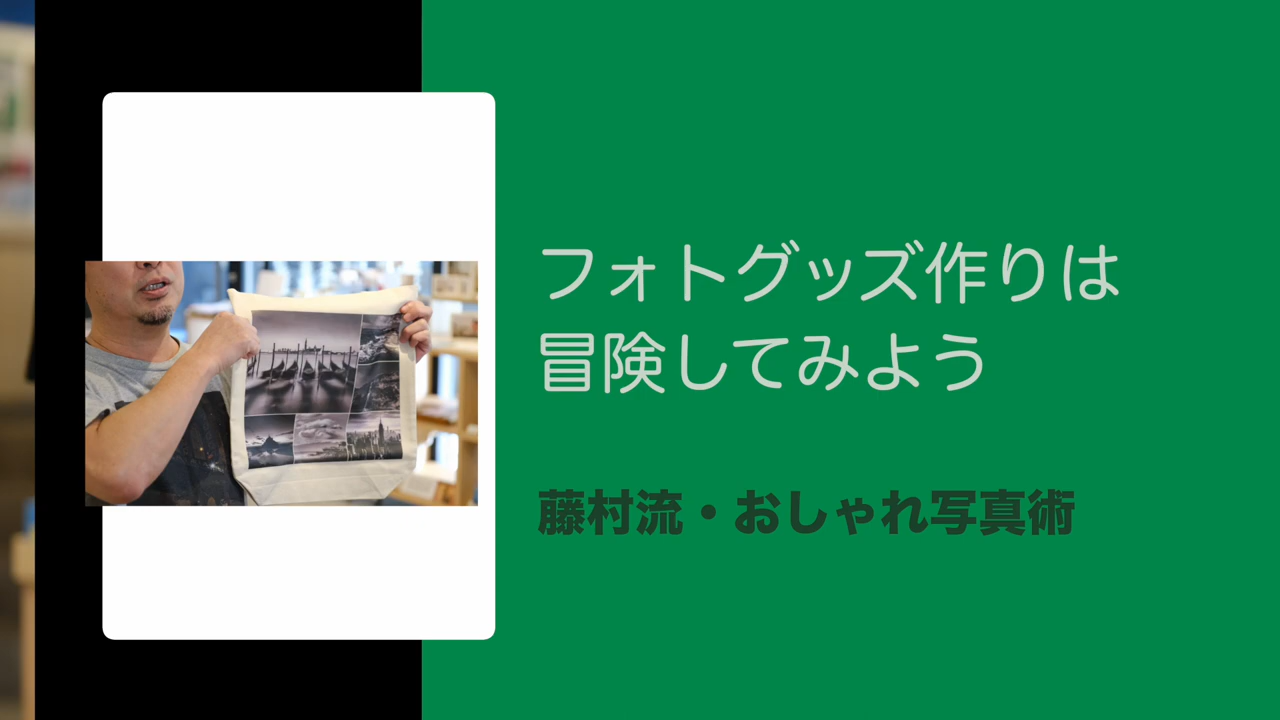 フォトグッズ作りは
冒険してみよう
藤村流・おしゃれ写真術